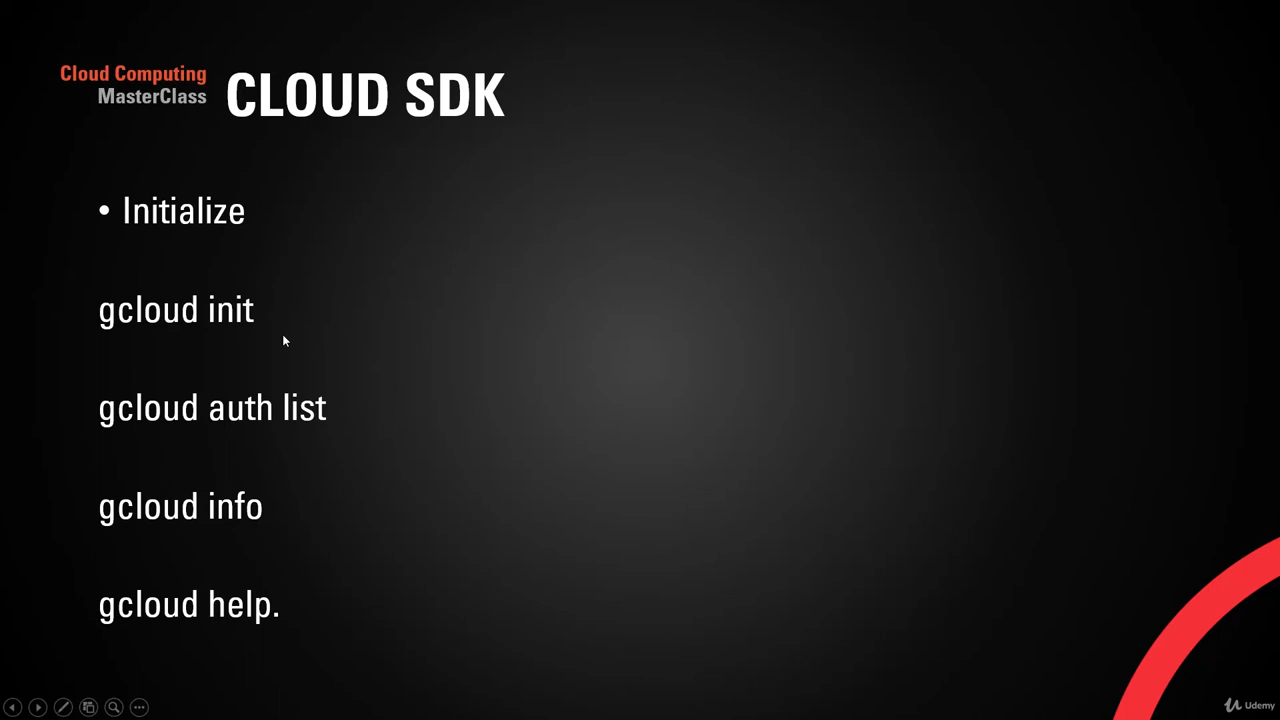 Cloud Computing
MasterClass
CLOUD SDK
• Initialize
gcloud init
gcloud auth list
gcloud info
gcloud help.
Udemy